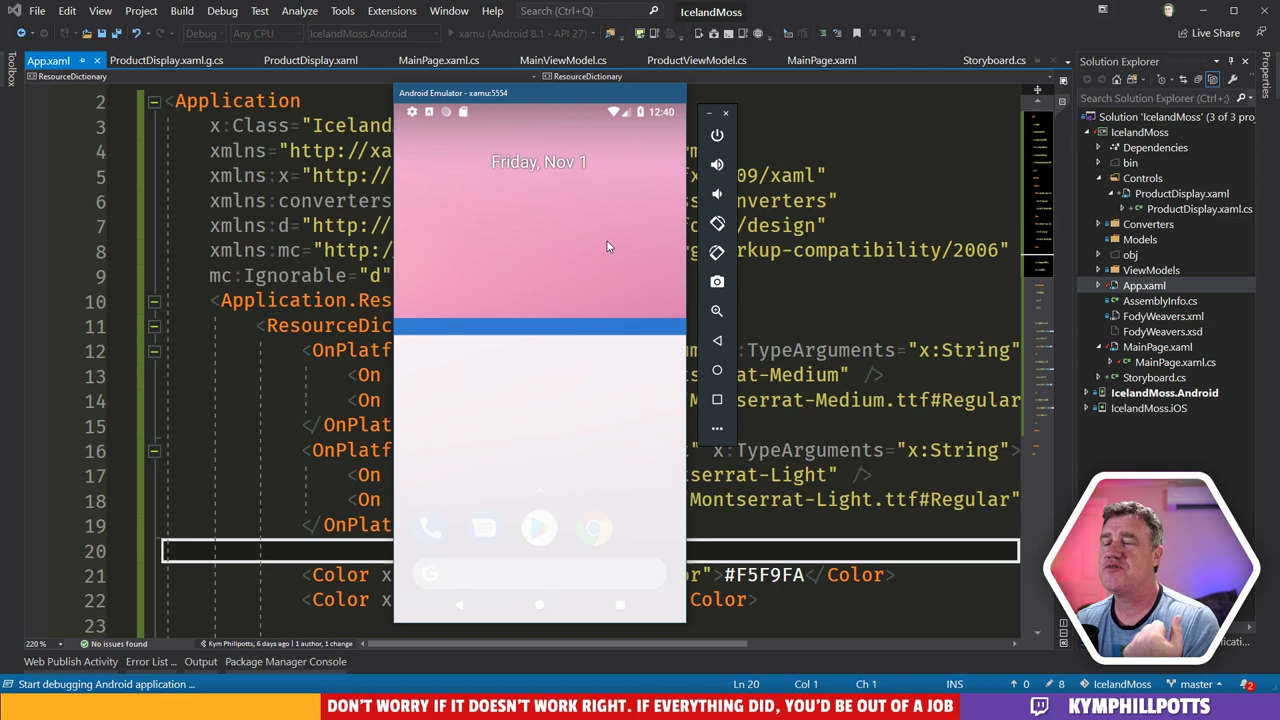 File Edit View Git Project Build Debug Test Analyze Tools Extensions Window Help Search (Ctrl+Q) IcelandMoss
Debug Any CPU IcelandMoss.Android xamu (Android 8.1 - API 27) Live Share
App.xaml ProductDisplay.xaml.g.cs ProductDisplay.xaml MainPage.xaml.cs MainViewModel.cs ProductViewModel.cs MainPage.xaml Storyboard.cs
ResourceDictionary ResourceDictionary
Toolbox
Properties
2 <Application
3 x:Class="Iceland
4 xmlns="http://xa
5 xmlns:x="http:// 09/xaml"
6 xmlns:converters nverters"
7 xmlns:d="http:// design"
8 xmlns:mc="http:/ rkup-compatibility/2006"
9 mc:Ignorable="d"
10 <Application.Res
11 <ResourceDic
12 <OnPlatf :TypeArguments="x:String"
13 <On at-Medium" />
14 <On serrat-Medium.ttf#Regular
15 </OnPlat
16 <OnPlatf " x:TypeArguments="x:String">
17 <On serrat-Light" />
18 <On Montserrat-Light.ttf#Regular"
19 </OnPlat
20
21 <Color x r">#F5F9FA</Color>
22 <Color x Color>
23
Android Emulator - xamu:5554
12:40
Friday, Nov 1
G
Solution Explorer
Search Solution Explorer (Ctrl+;)
Solution 'IcelandMoss' (3 of 3 pro
IcelandMoss
Dependencies
bin
Controls
ProductDisplay.xaml
ProductDisplay.xaml.cs
Converters
Models
obj
ViewModels
App.xaml
AssemblyInfo.cs
FodyWeavers.xml
FodyWeavers.xsd
MainPage.xaml
MainPage.xaml.cs
Storyboard.cs
IcelandMoss.Android
IcelandMoss.iOS
220 % No issues found Kym Phillpotts, 6 days ago | 1 author, 1 change
Web Publish Activity Error List ... Output Package Manager Console
Start debugging Android application ... Ln 20 Col 1 Ch 1 INS 0 8 IcelandMoss master 2
DON'T WORRY IF IT DOESN'T WORK RIGHT. IF EVERYTHING DID, YOU'D BE OUT OF A JOB KYMPHILLPOTTS